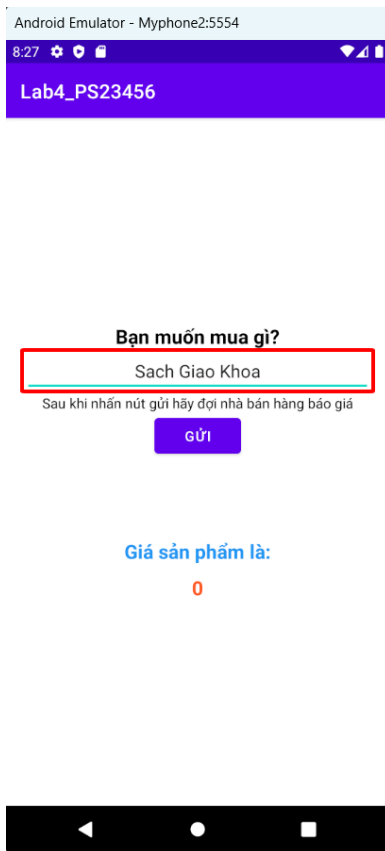 Android Emulator - Myphone2:5554
8:27
Lab4_PS23456
Bạn muốn mua gì?
Sach Giao Khoa
Sau khi nhấn nút gửi hãy đợi nhà bán hàng báo giá
GỬI
Giá sản phẩm là:
0